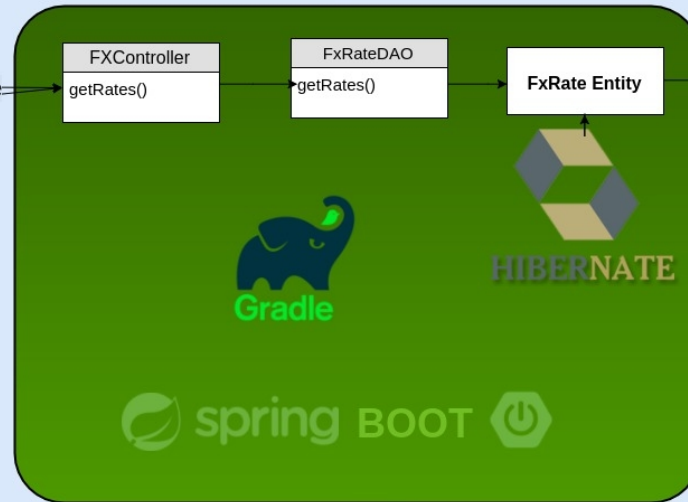 FXController
getRates()
FxRateDAO
getRates()
FxRate Entity
HIBERNATE
Gradle
spring BOOT